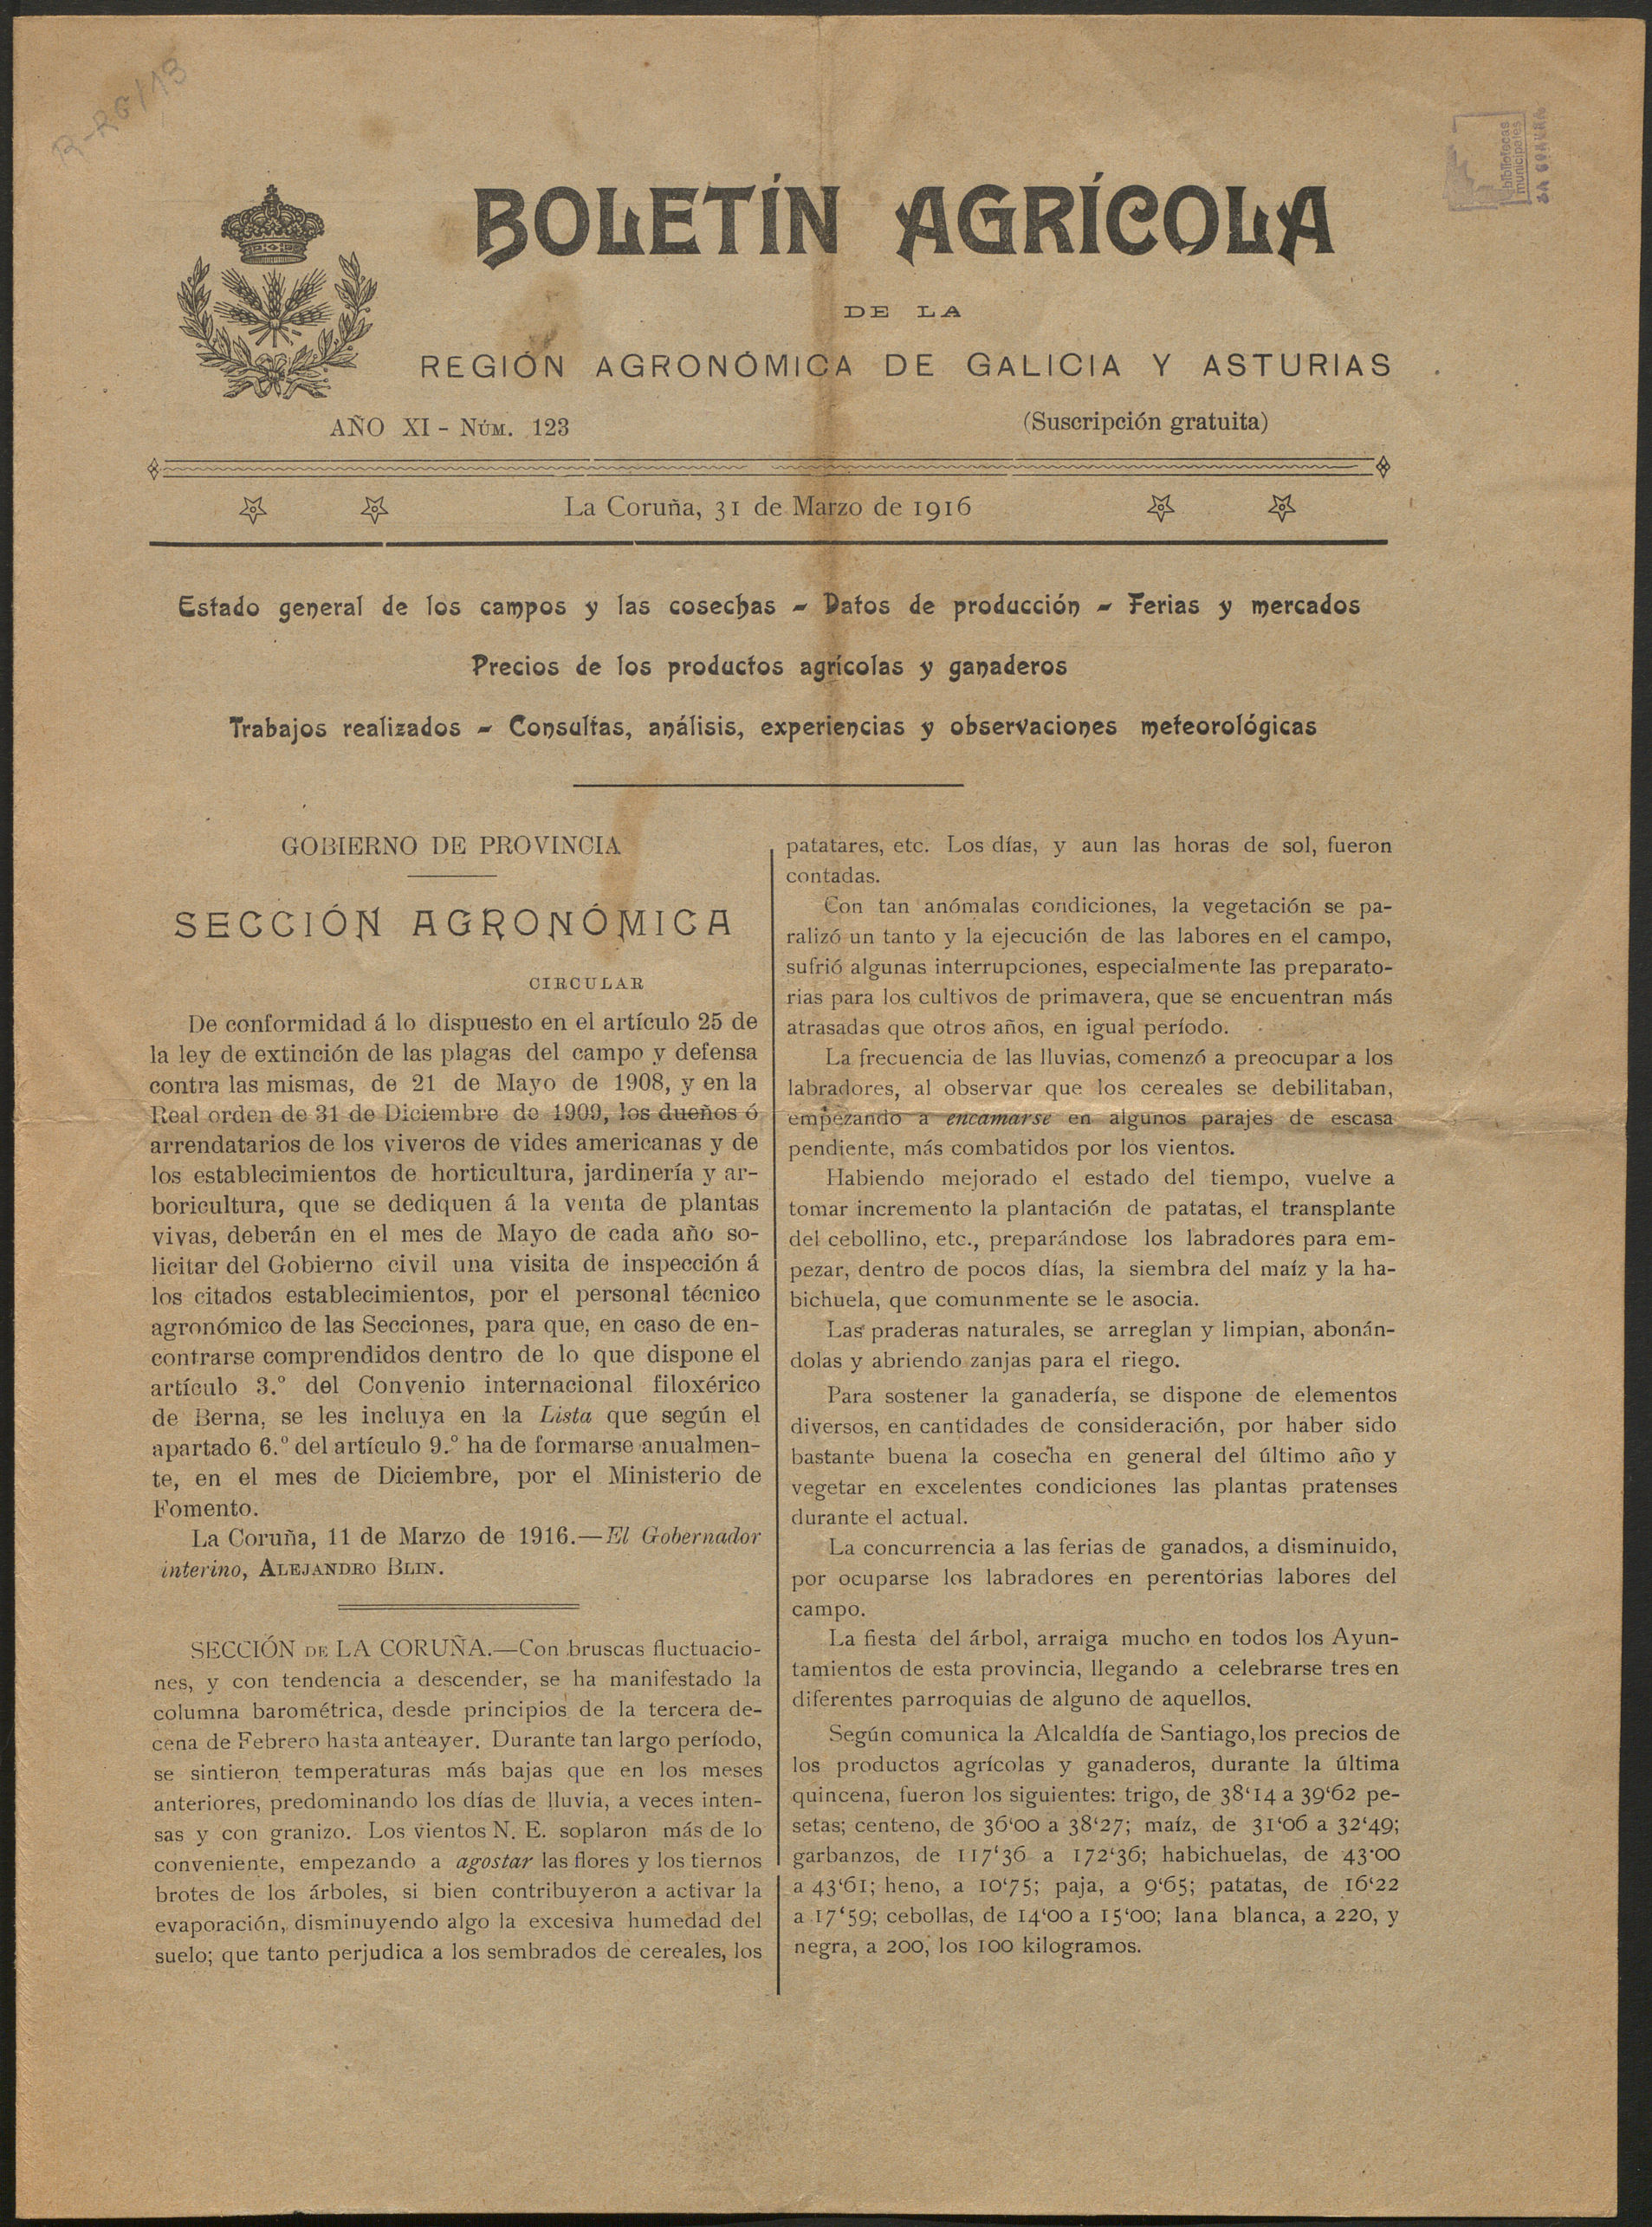 R-RG/13
bibliotecas
municipales
DA CORUÑA
BOLETÍN AGRÍCOLA
DE LA
REGIÓN AGRONÓMICA DE GALICIA Y ASTURIAS
AÑO XI - NÚM. 123
(Suscripción gratuita)
La Coruña, 31 de Marzo de 1916
Estado general de los campos y las cosechas - Datos de producción - Ferias y mercados
Precios de los productos agrícolas y ganaderos
Trabajos realizados - Consultas, análisis, experiencias y observaciones meteorológicas
GOBIERNO DE PROVINCIA
SECCIÓN AGRONÓMICA
CIRCULAR
De conformidad á lo dispuesto en el artículo 25 de
la ley de extinción de las plagas del campo y defensa
contra las mismas, de 21 de Mayo de 1908, y en la
Real orden de 31 de Diciembre de 1909, los dueños ó
arrendatarios de los viveros de vides americanas y de
los establecimientos de horticultura, jardinería y ar-
boricultura, que se dediquen á la venta de plantas
vivas, deberán en el mes de Mayo de cada año so-
licitar del Gobierno civil una visita de inspección á
los citados establecimientos, por el personal técnico
agronómico de las Secciones, para que, en caso de en-
contrarse comprendidos dentro de lo que dispone el
artículo 3.º del Convenio internacional filoxérico
de Berna, se les incluya en la Lista que según el
apartado 6.º del artículo 9.º ha de formarse anualmen-
te, en el mes de Diciembre, por el Ministerio de
Fomento.
La Coruña, 11 de Marzo de 1916.—El Gobernador
interino, ALEJANDRO BLIN.
SECCIÓN DE LA CORUÑA.—Con bruscas fluctuacio-
nes, y con tendencia a descender, se ha manifestado la
columna barométrica, desde principios de la tercera de-
cena de Febrero hasta anteayer. Durante tan largo período,
se sintieron temperaturas más bajas que en los meses
anteriores, predominando los días de lluvia, a veces inten-
sas y con granizo. Los vientos N. E. soplaron más de lo
conveniente, empezando a agostar las flores y los tiernos
brotes de los árboles, si bien contribuyeron a activar la
evaporación, disminuyendo algo la excesiva humedad del
suelo; que tanto perjudica a los sembrados de cereales, los
patatares, etc. Los días, y aun las horas de sol, fueron
contadas.
Con tan anómalas condiciones, la vegetación se pa-
ralizó un tanto y la ejecución de las labores en el campo,
sufrió algunas interrupciones, especialmente las preparato-
rias para los cultivos de primavera, que se encuentran más
atrasadas que otros años, en igual período.
La frecuencia de las lluvias, comenzó a preocupar a los
labradores, al observar que los cereales se debilitaban,
empezando a encamarse en algunos parajes de escasa
pendiente, más combatidos por los vientos.
Habiendo mejorado el estado del tiempo, vuelve a
tomar incremento la plantación de patatas, el transplante
del cebollino, etc., preparándose los labradores para em-
pezar, dentro de pocos días, la siembra del maíz y la ha-
bichuela, que comunmente se le asocia.
Las praderas naturales, se arreglan y limpian, abonán-
dolas y abriendo zanjas para el riego.
Para sostener la ganadería, se dispone de elementos
diversos, en cantidades de consideración, por haber sido
bastante buena la cosecha en general del último año y
vegetar en excelentes condiciones las plantas pratenses
durante el actual.
La concurrencia a las ferias de ganados, a disminuido,
por ocuparse los labradores en perentorias labores del
campo.
La fiesta del árbol, arraiga mucho en todos los Ayun-
tamientos de esta provincia, llegando a celebrarse tres en
diferentes parroquias de alguno de aquellos.
Según comunica la Alcaldía de Santiago, los precios de
los productos agrícolas y ganaderos, durante la última
quincena, fueron los siguientes: trigo, de 38‘14 a 39‘62 pe-
setas; centeno, de 36‘00 a 38‘27; maíz, de 31‘06 a 32‘49;
garbanzos, de 117‘36 a 172‘36; habichuelas, de 43·00
a 43‘61; heno, a 10‘75; paja, a 9‘65; patatas, de 16‘22
a 17‘59; cebollas, de 14‘00 a 15‘00; lana blanca, a 220, y
negra, a 200, los 100 kilogramos.